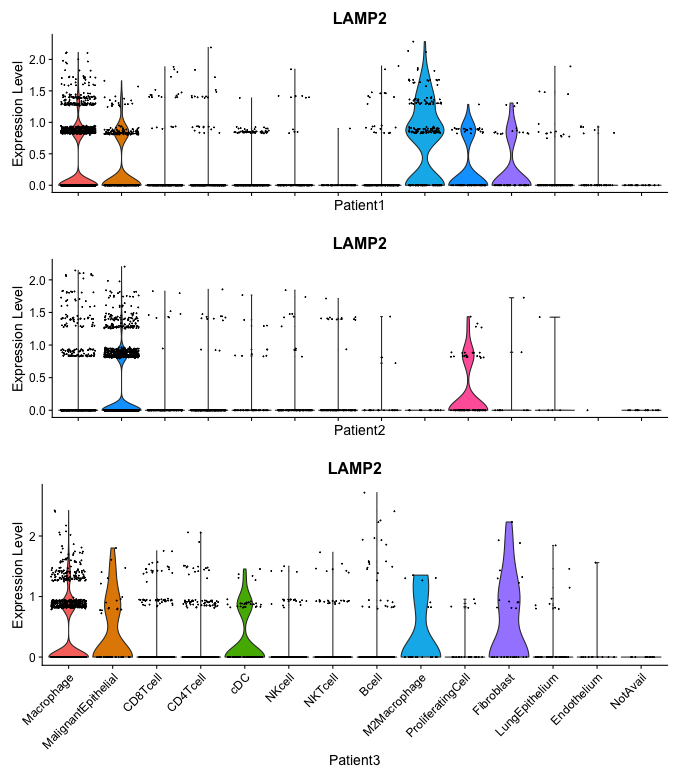 LAMP2
Expression Level
2.0
1.5
1.0
0.5
0.0
Patient1
LAMP2
Expression Level
2.0
1.5
1.0
0.5
0.0
Patient2
LAMP2
Expression Level
2
1
0
Macrophage
MalignantEpithelial
CD8Tcell
CD4Tcell
cDC
NKcell
NKTcell
Bcell
M2Macrophage
ProliferatingCell
Fibroblast
LungEpithelium
Endothelium
NotAvail
Patient3